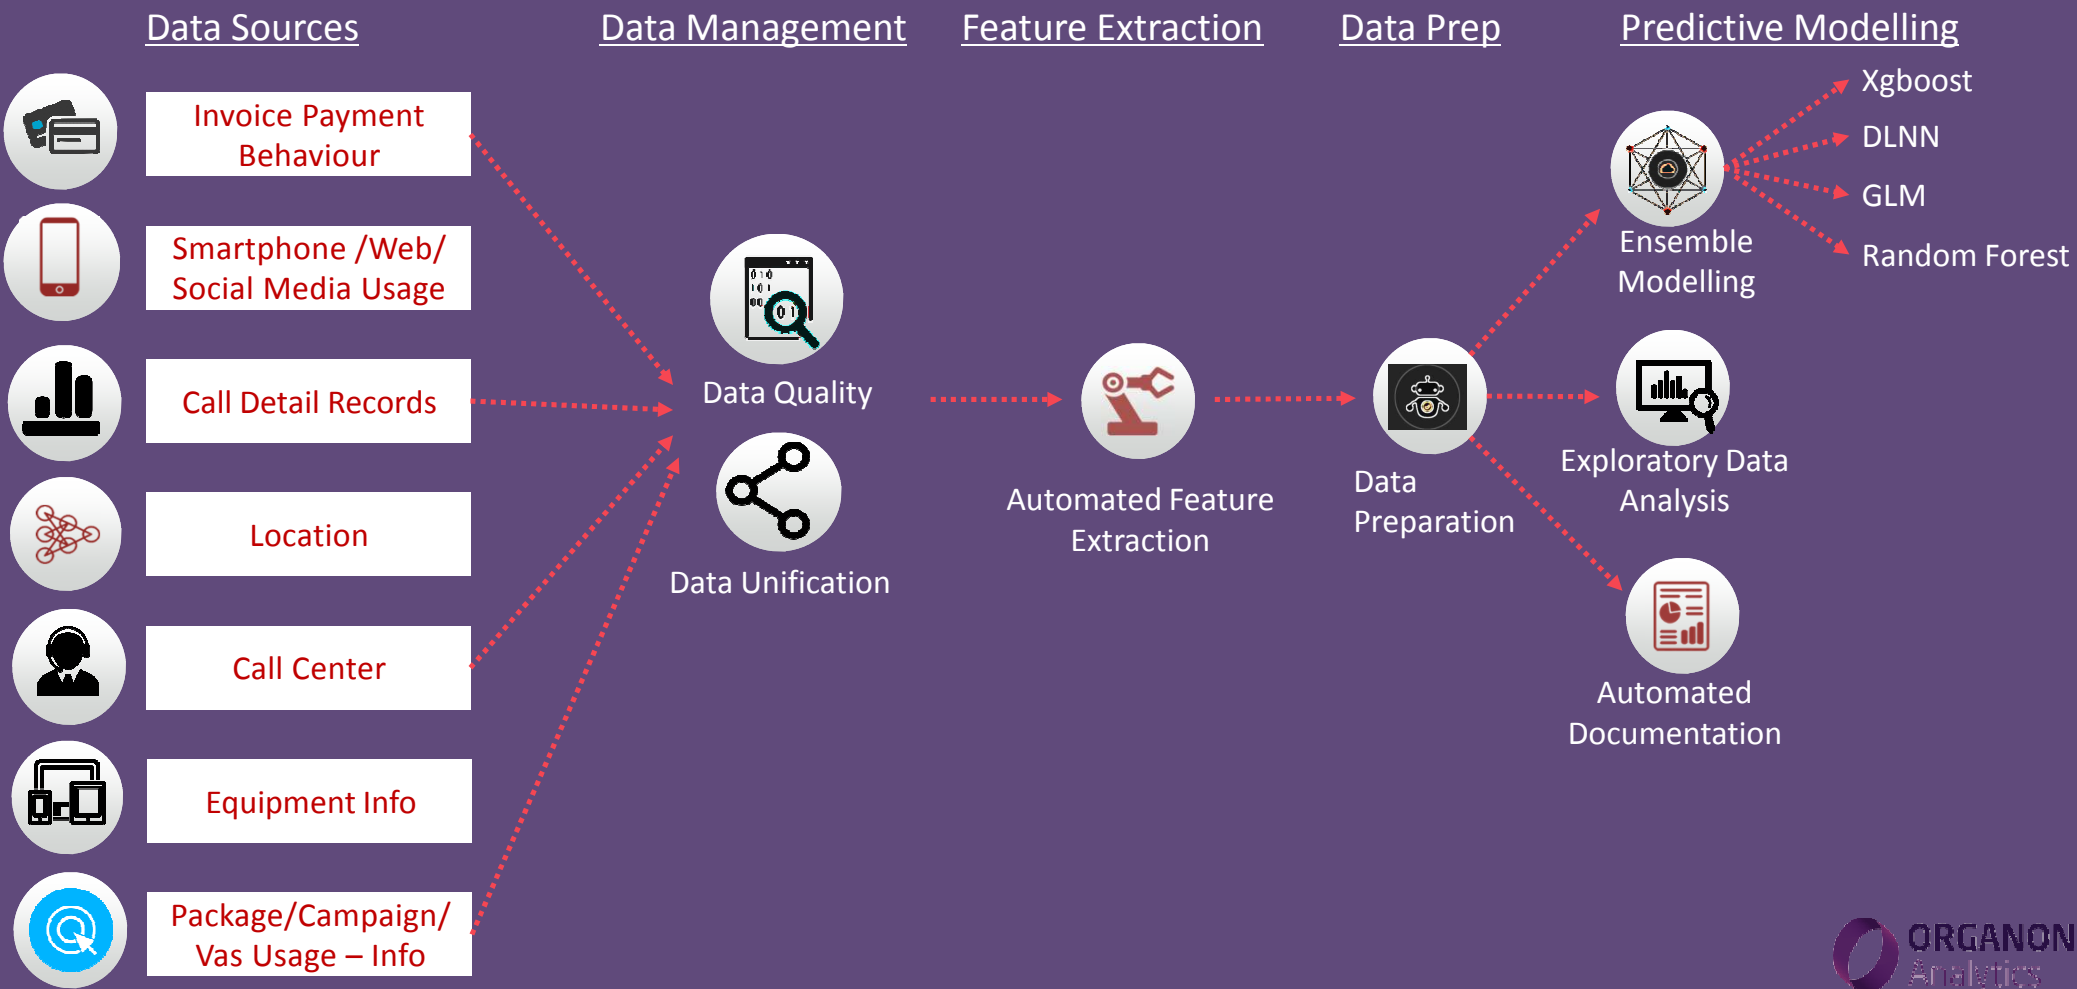 Data Sources
Data Management
Feature Extraction
Data Prep
Predictive Modelling
Invoice Payment
Behaviour
Smartphone /Web/
Social Media Usage
Call Detail Records
Location
Call Center
Equipment Info
Package/Campaign/
Vas Usage – Info
Data Quality
Data Unification
Automated Feature
Extraction
Data
Preparation
Ensemble
Modelling
Xgboost
DLNN
GLM
Random Forest
Exploratory Data
Analysis
Automated
Documentation
ORGANON
Analytics